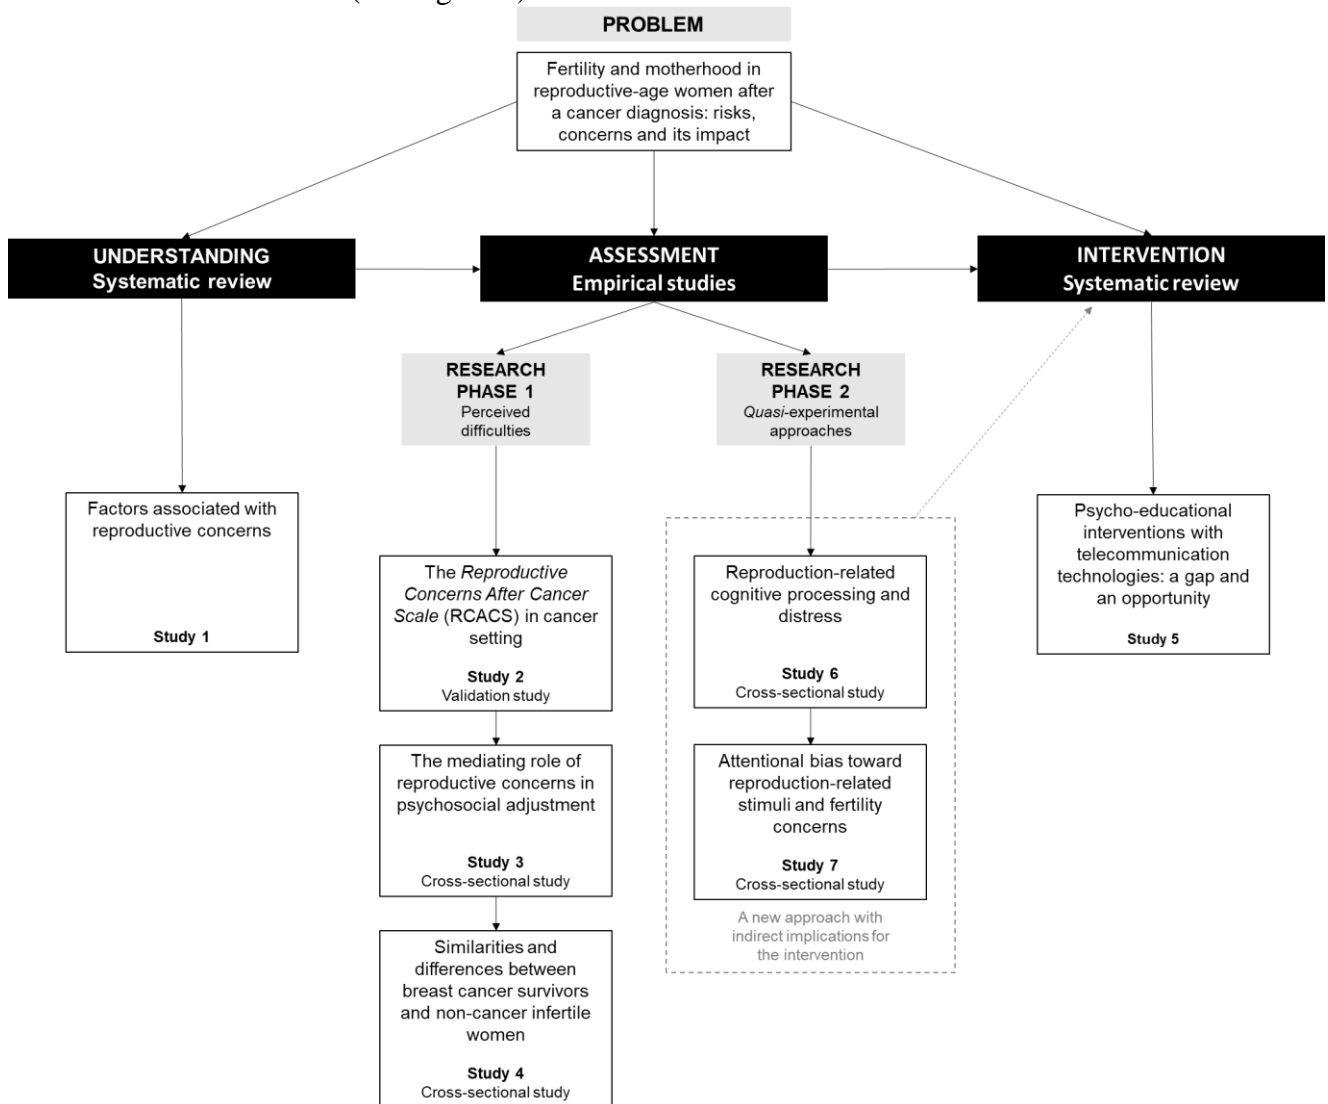 PROBLEM
Fertility and motherhood in
reproductive-age women after
a cancer diagnosis: risks,
concerns and its impact
UNDERSTANDING
Systematic review
ASSESSMENT
Empirical studies
INTERVENTION
Systematic review
RESEARCH
PHASE 1
Perceived
difficulties
RESEARCH
PHASE 2
Quasi-experimental
approaches
Factors associated with
reproductive concerns
Study 1
The Reproductive
Concerns After Cancer
Scale (RCACS) in cancer
setting
Study 2
Validation study
The mediating role of
reproductive concerns in
psychosocial adjustment
Study 3
Cross-sectional study
Similarities and
differences between
breast cancer survivors
and non-cancer infertile
women
Study 4
Cross-sectional study
Reproduction-related
cognitive processing and
distress
Study 6
Cross-sectional study
Attentional bias toward
reproduction-related
stimuli and fertility
concerns
Study 7
Cross-sectional study
A new approach with
indirect implications for
the intervention
Psycho-educational
interventions with
telecommunication
technologies: a gap and
an opportunity
Study 5